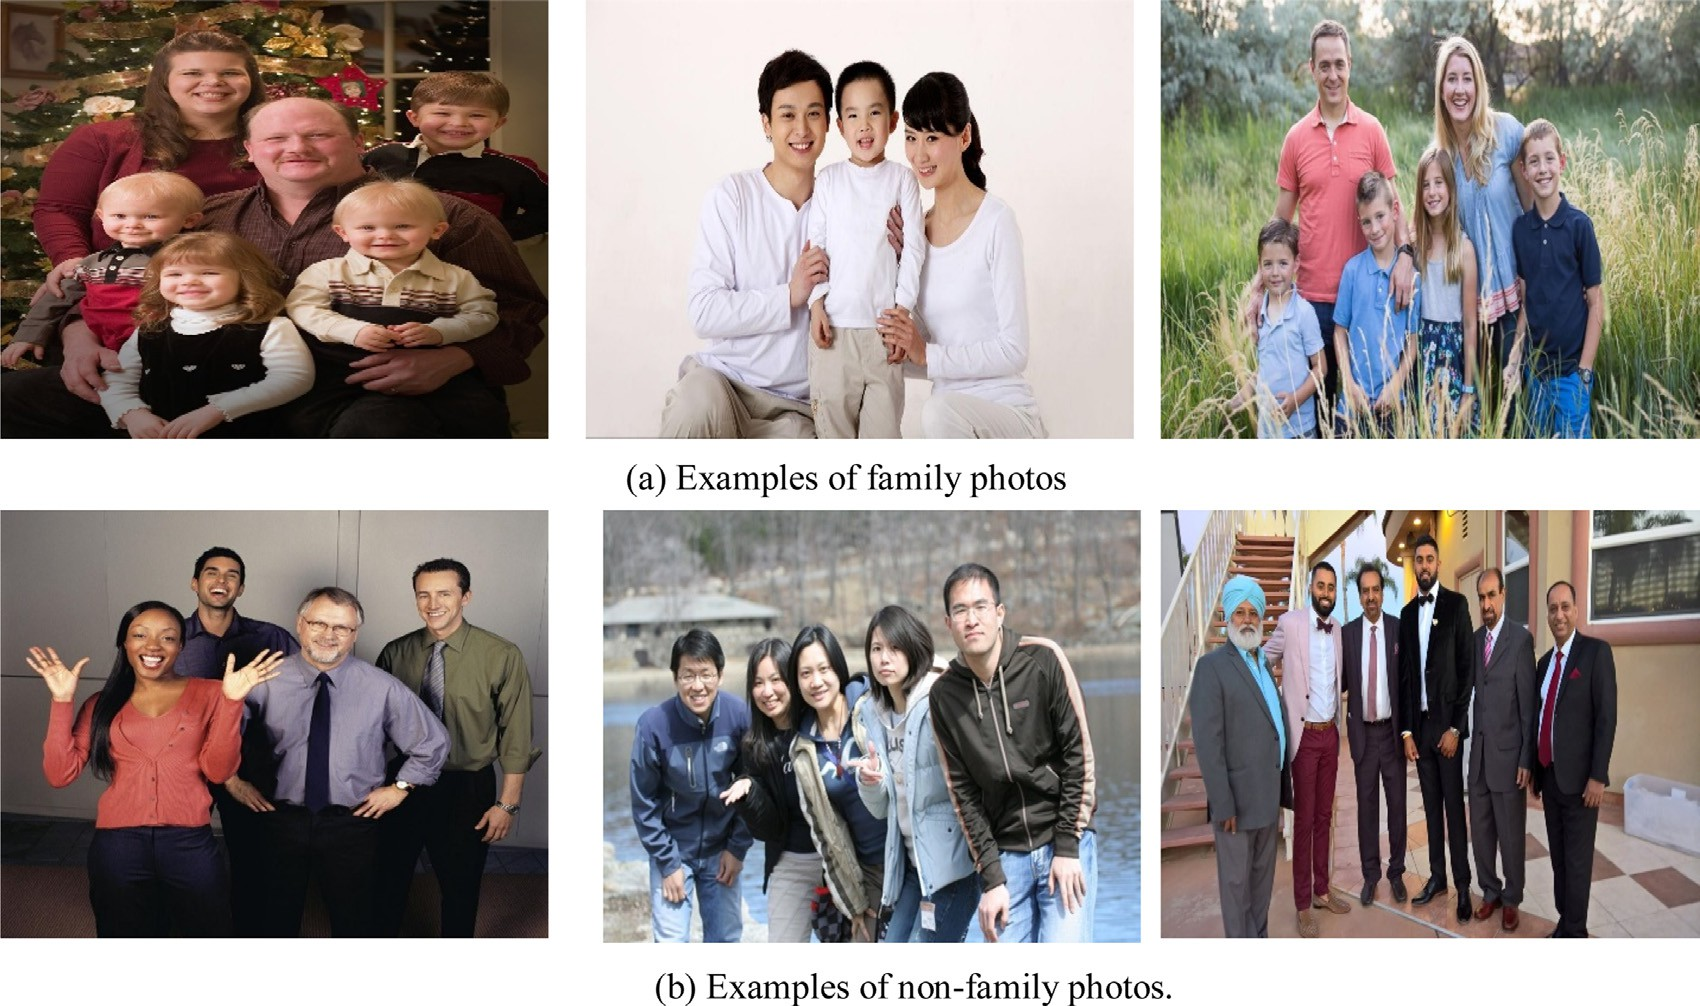 (a) Examples of family photos
(b) Examples of non-family photos.